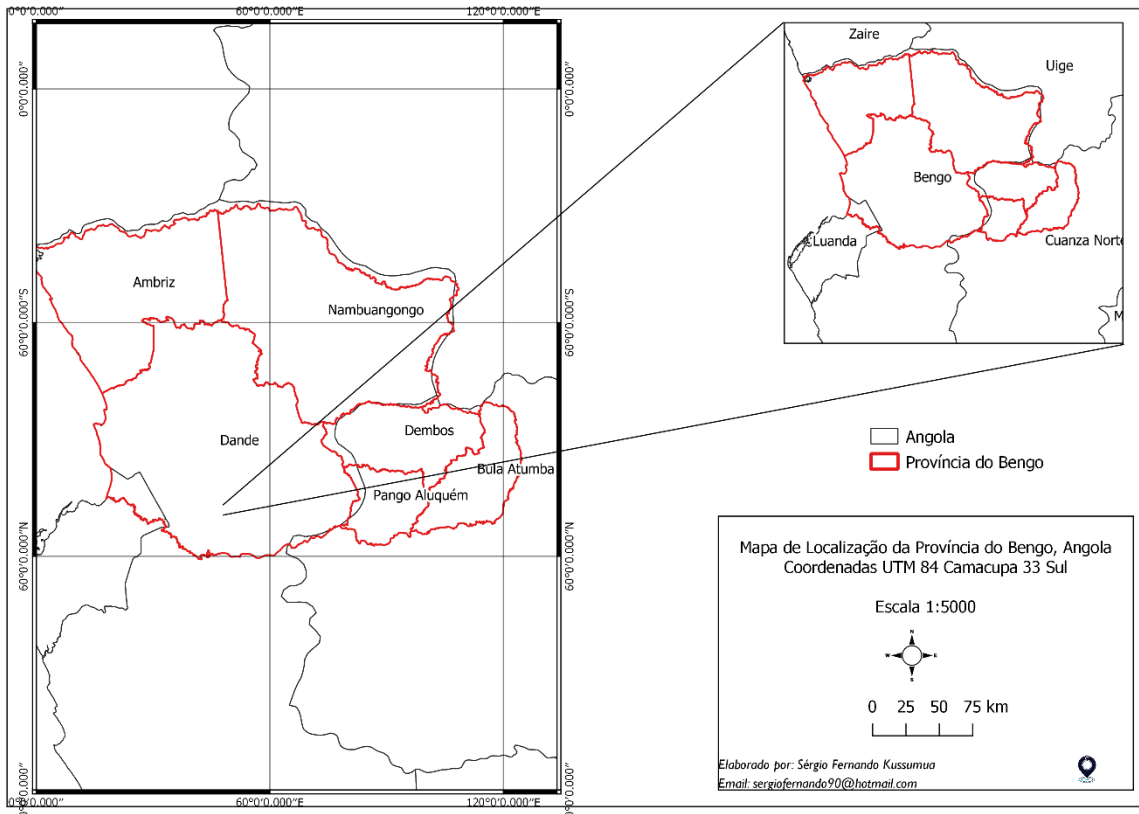 60°0'0.000"E
120°0'0.000"E
0°0'0.000"
0°0'0.000"
60°0'0.000"S
60°0'0.000"S
60°0'0.000"N
60°0'0.000"N
0°0'0.000"
0°0'0.000"
Ambriz
Nambuangongo
Dande
Dembos
Bula Atumba
Pango Aluquém
0°0'0.000"
60°0'0.000"E
120°0'0.000"E
Zaire
Uige
Bengo
Luanda
Cuanza Norte
M
Angola
Província do Bengo
Mapa de Localização da Província do Bengo, Angola
Coordenadas UTM 84 Camacupa 33 Sul
Escala 1:5000
N
W E
S
0 25 50 75 km
Elaborado por: Sérgio Fernando Kussumua
Email: sergiofernando90@hotmail.com